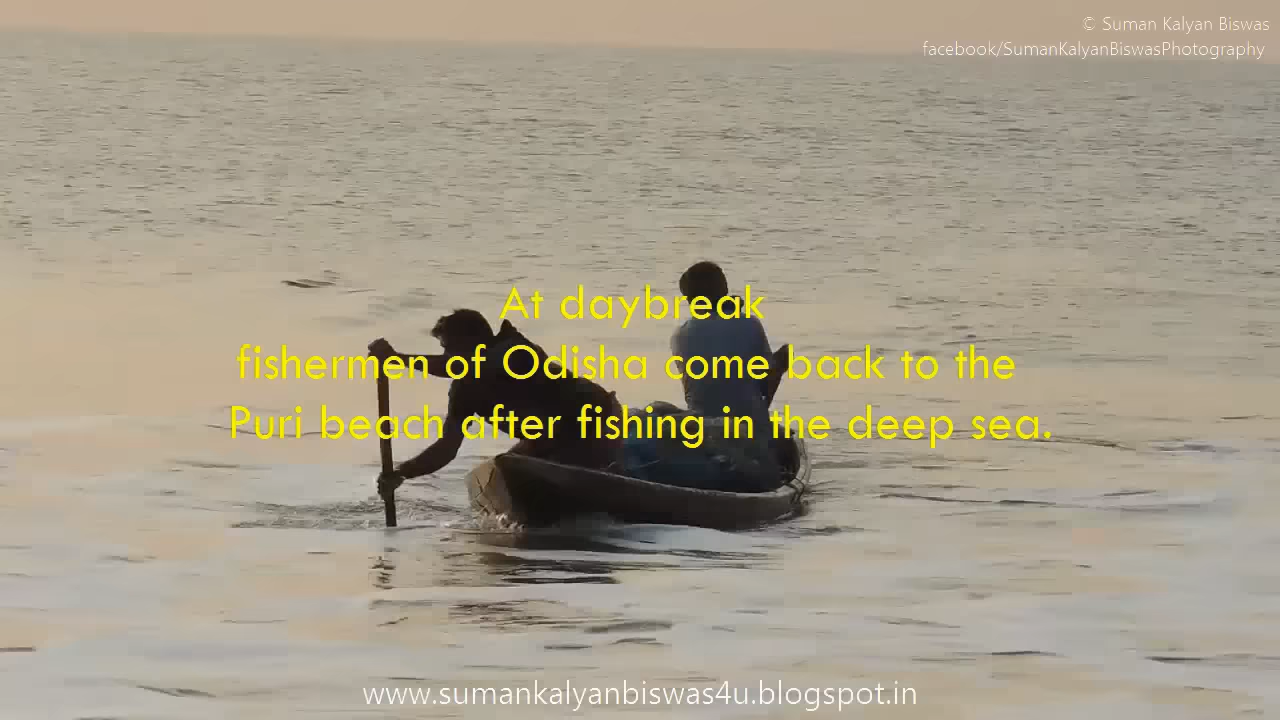 © Suman Kalyan Biswas
facebook/SumanKalyanBiswasPhotography
At daybreak
fishermen of Odisha come back to the
Puri beach after fishing in the deep sea.
www.sumankalyanbiswas4u.blogspot.in